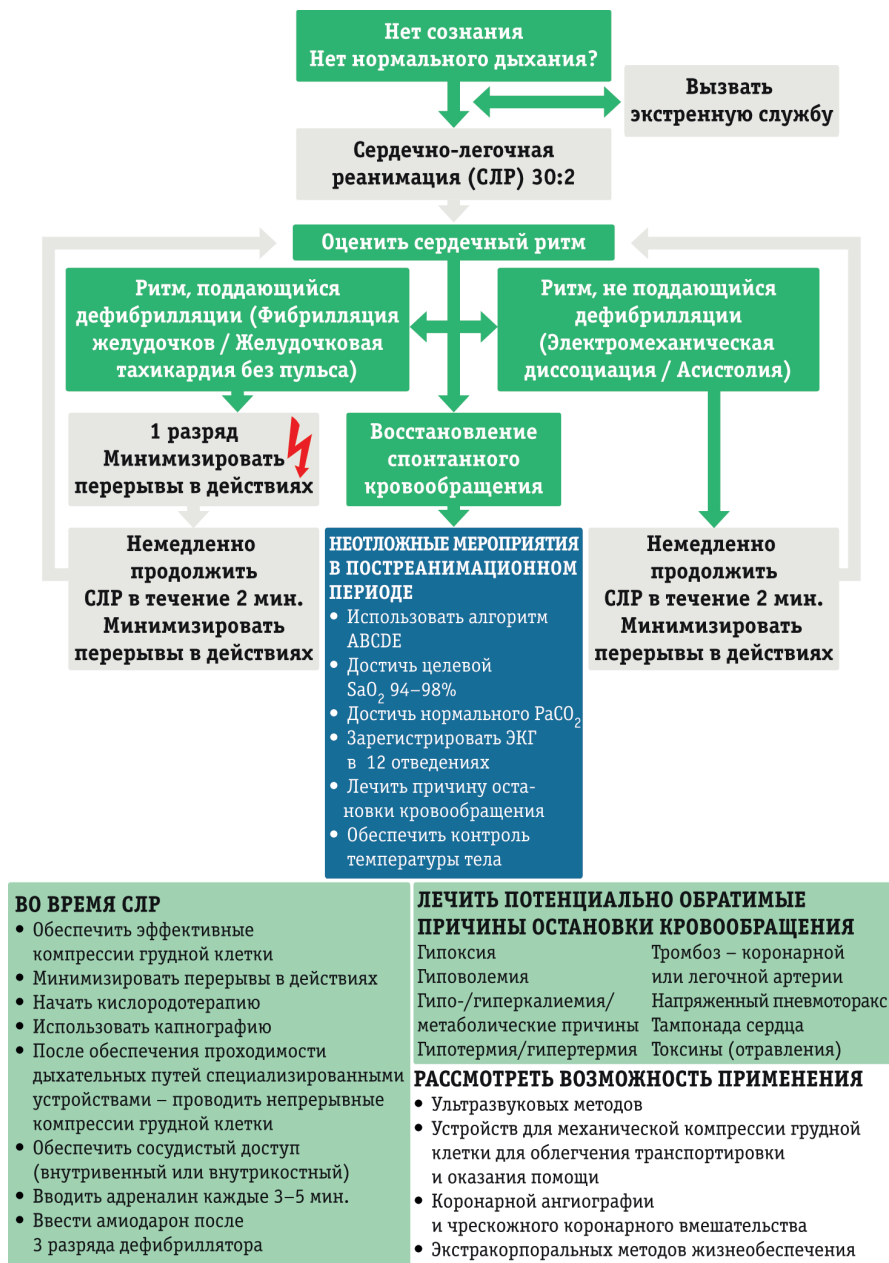 Нет сознания
Нет нормального дыхания?
Вызвать
экстренную службу
Сердечно-легочная
реанимация (СЛР) 30:2
Оценить сердечный ритм
Ритм, поддающийся
дефибрилляции (Фибрилляция
желудочков / Желудочковая
тахикардия без пульса)
Ритм, не поддающийся
дефибрилляции
(Электромеханическая
диссоциация / Асистолия)
1 разряд
Минимизировать
перерывы в действиях
Восстановление
спонтанного
кровообращения
Немедленно
продолжить
СЛР в течение 2 мин.
Минимизировать
перерывы в действиях
НЕОТЛОЖНЫЕ МЕРОПРИЯТИЯ
В ПОСТРЕАНИМАЦИОННОМ
ПЕРИОДЕ
• Использовать алгоритм
ABCDE
• Достичь целевой
SaO₂ 94–98%
• Достичь нормального PaCO₂
• Зарегистрировать ЭКГ
в 12 отведениях
• Лечить причину оста-
новки кровообращения
• Обеспечить контроль
температуры тела
Немедленно
продолжить
СЛР в течение 2 мин.
Минимизировать
перерывы в действиях
ВО ВРЕМЯ СЛР
• Обеспечить эффективные
компрессии грудной клетки
• Минимизировать перерывы в действиях
• Начать кислородотерапию
• Использовать капнографию
• После обеспечения проходимости
дыхательных путей специализированными
устройствами – проводить непрерывные
компрессии грудной клетки
• Обеспечить сосудистый доступ
(внутривенный или внутрикостный)
• Вводить адреналин каждые 3–5 мин.
• Ввести амиодарон после
3 разряда дефибриллятора
ЛЕЧИТЬ ПОТЕНЦИАЛЬНО ОБРАТИМЫЕ
ПРИЧИНЫ ОСТАНОВКИ КРОВООБРАЩЕНИЯ
Гипоксия
Гиповолемия
Гипо-/гиперкалиемия/
метаболические причины
Гипотермия/гипертермия
Тромбоз – коронарной
или легочной артерии
Напряженный пневмоторакс
Тампонада сердца
Токсины (отравления)
РАССМОТРЕТЬ ВОЗМОЖНОСТЬ ПРИМЕНЕНИЯ
• Ультразвуковых методов
• Устройств для механической компрессии грудной
клетки для облегчения транспортировки
и оказания помощи
• Коронарной ангиографии
и чрескожного коронарного вмешательства
• Экстракорпоральных методов жизнеобеспечения